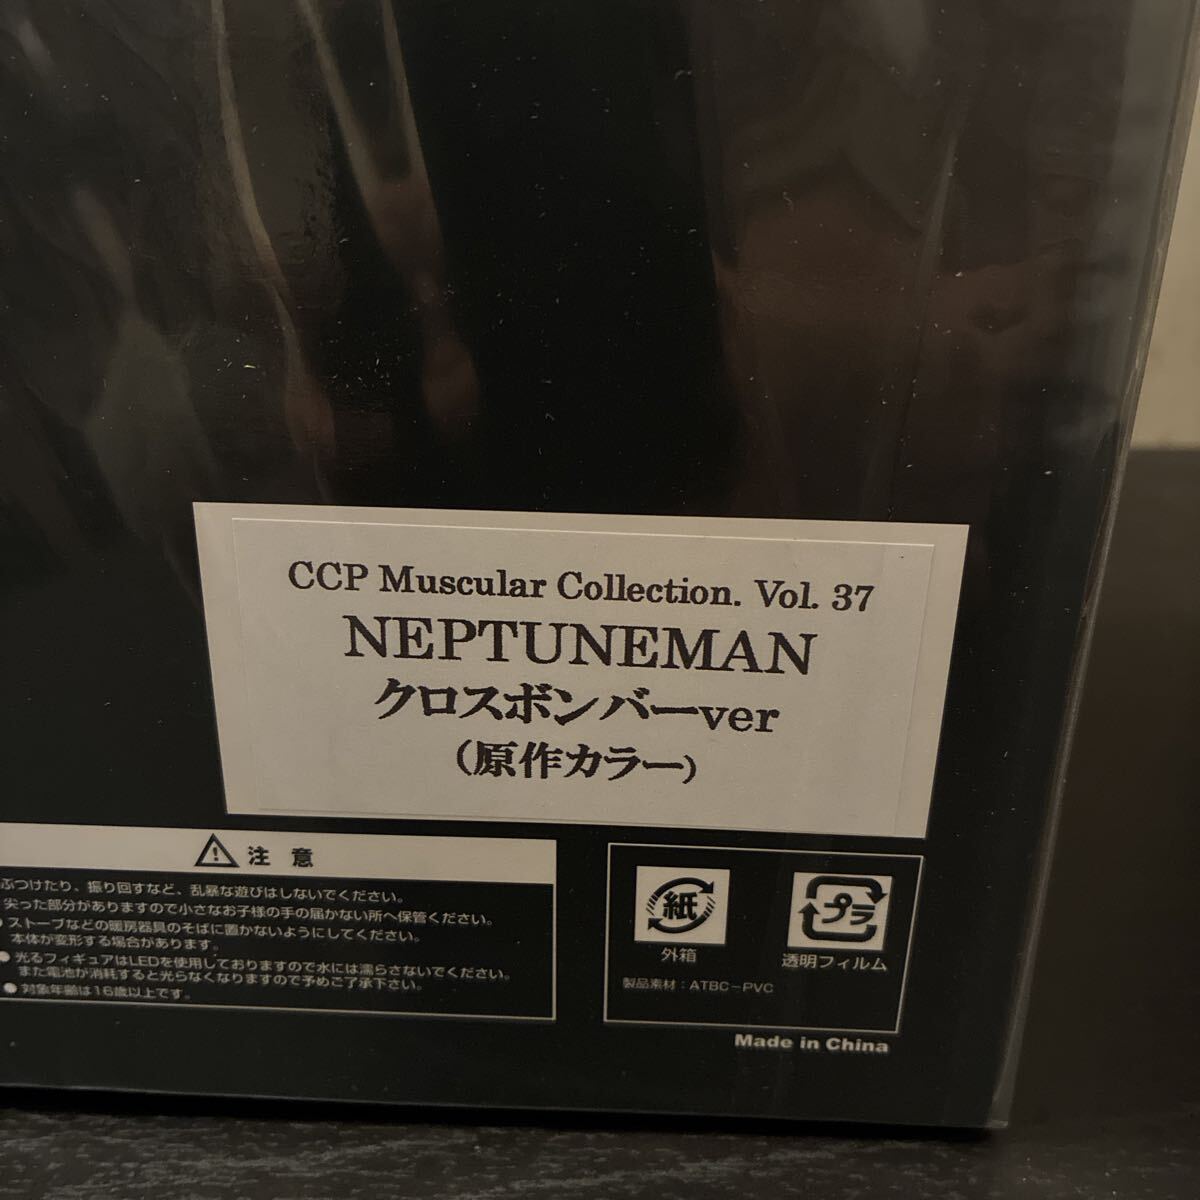 CCP Muscular Collection. Vol. 37
NEPTUNEMAN
クロスボンバーver
(原作カラー)
注 意
ぶつけたり、振り回すなど、乱暴な遊びはしないでください。
尖った部分がありますので小さなお子様の手の届かない所へ保管ください。
● ストーブなどの暖房器具のそばに置かないようにしてください。
本体が変形する場合があります。
● 光るフィギュアはLEDを使用しておりますので水には濡らさないでください。
また電池が消耗すると光らなくなりますので予めご了承下さい。
● 対象年齢は16歳以上です。
紙
外箱
プラ
透明フィルム
製品素材：ATBC-PVC
Made in China